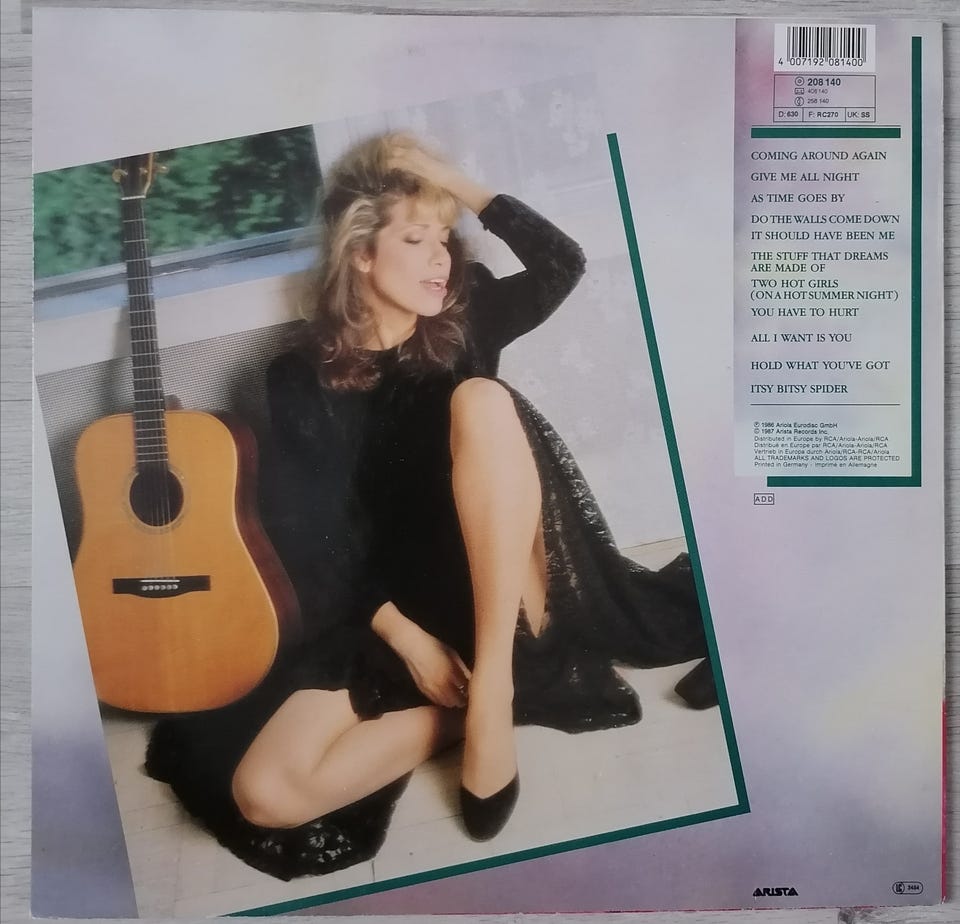 4 007192 081400
208 140
408 140
258 140
D: 630 F: RC270 UK: SS
COMING AROUND AGAIN
GIVE ME ALL NIGHT
AS TIME GOES BY
DO THE WALLS COME DOWN
IT SHOULD HAVE BEEN ME
THE STUFF THAT DREAMS
ARE MADE OF
TWO HOT GIRLS
(ON A HOT SUMMER NIGHT)
YOU HAVE TO HURT
ALL I WANT IS YOU
HOLD WHAT YOU'VE GOT
ITSY BITSY SPIDER
℗ 1986 Ariola Eurodisc GmbH
© 1987 Arista Records Inc.
Distributed in Europe by RCA/Ariola-Ariola/RCA
Distribué en Europe par RCA/Ariola-Ariola/RCA
Vertrieb in Europa durch Ariola/RCA-RCA/Ariola
ALL TRADEMARKS AND LOGOS ARE PROTECTED
Printed in Germany - Imprimé en Allemagne
ADD
ARISTA
LC 3484